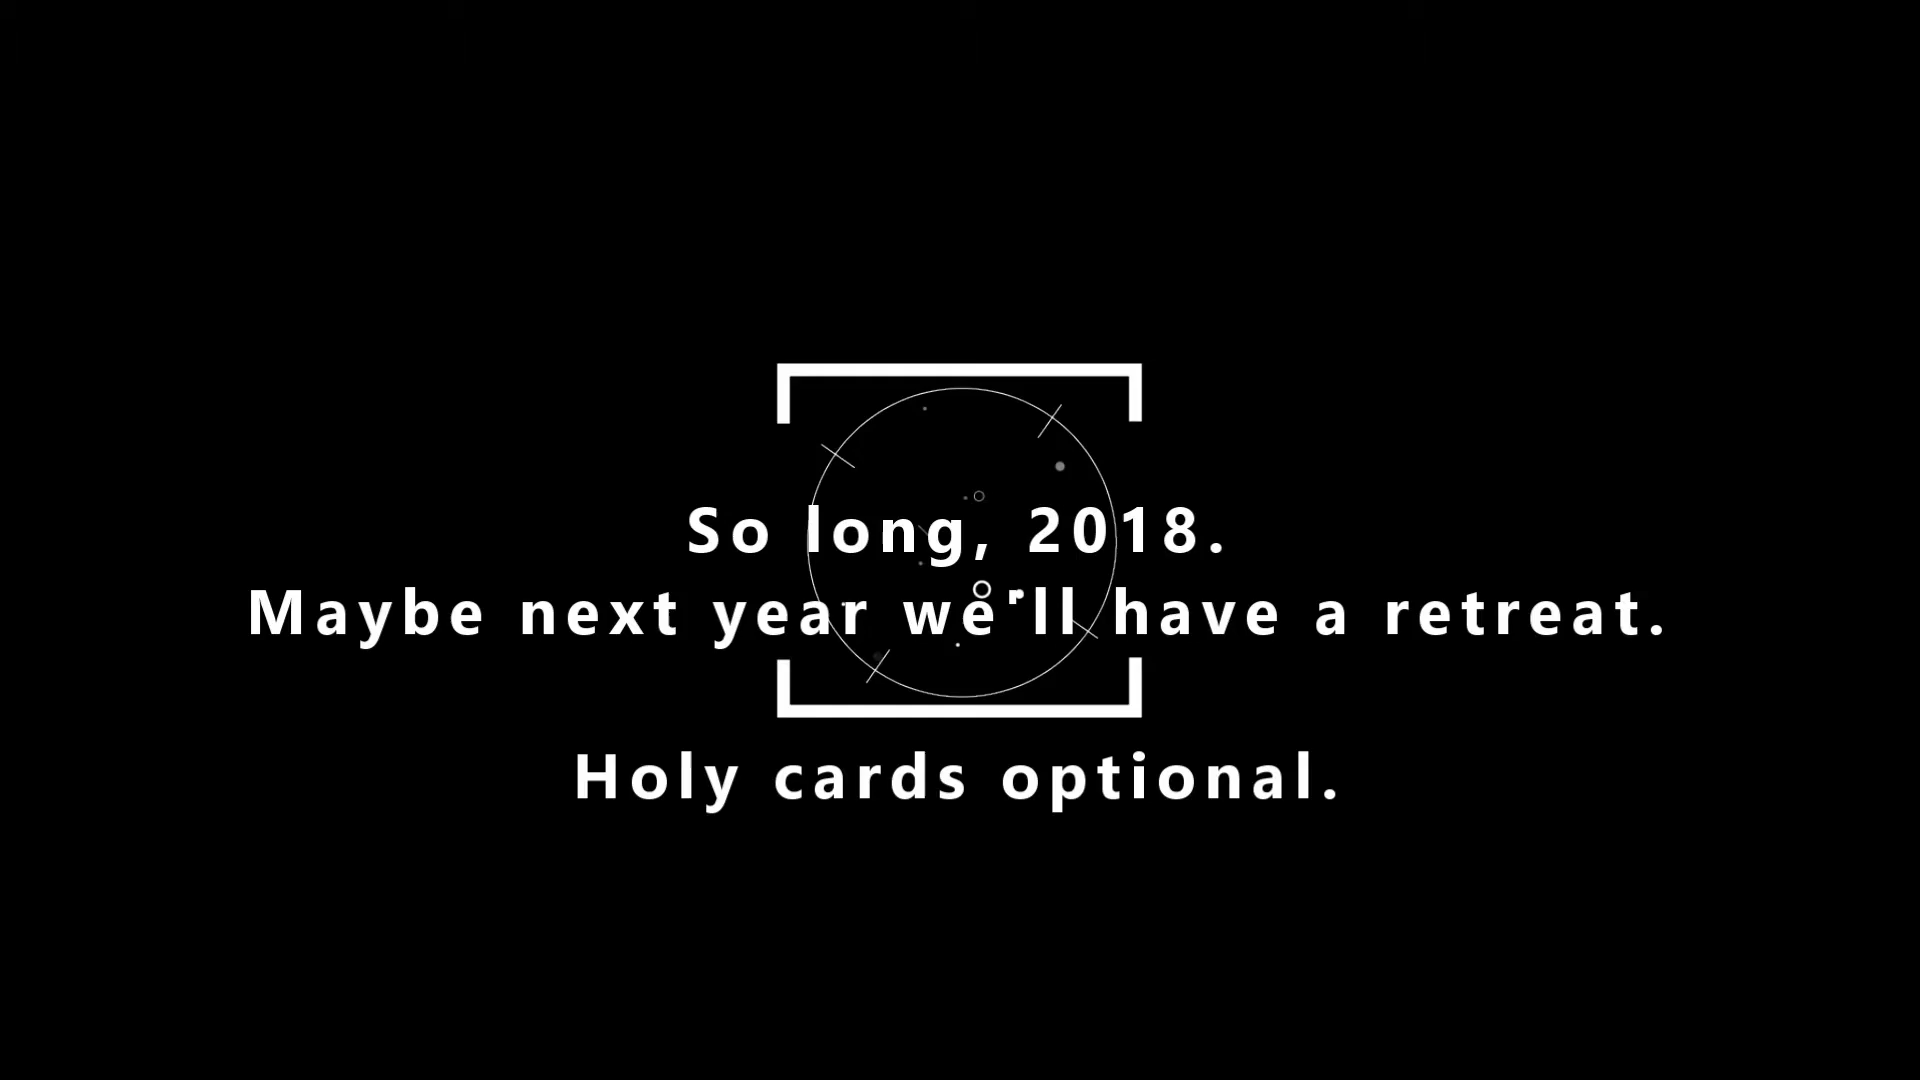 So long, 2018.
Maybe next year we'll have a retreat.
Holy cards optional.